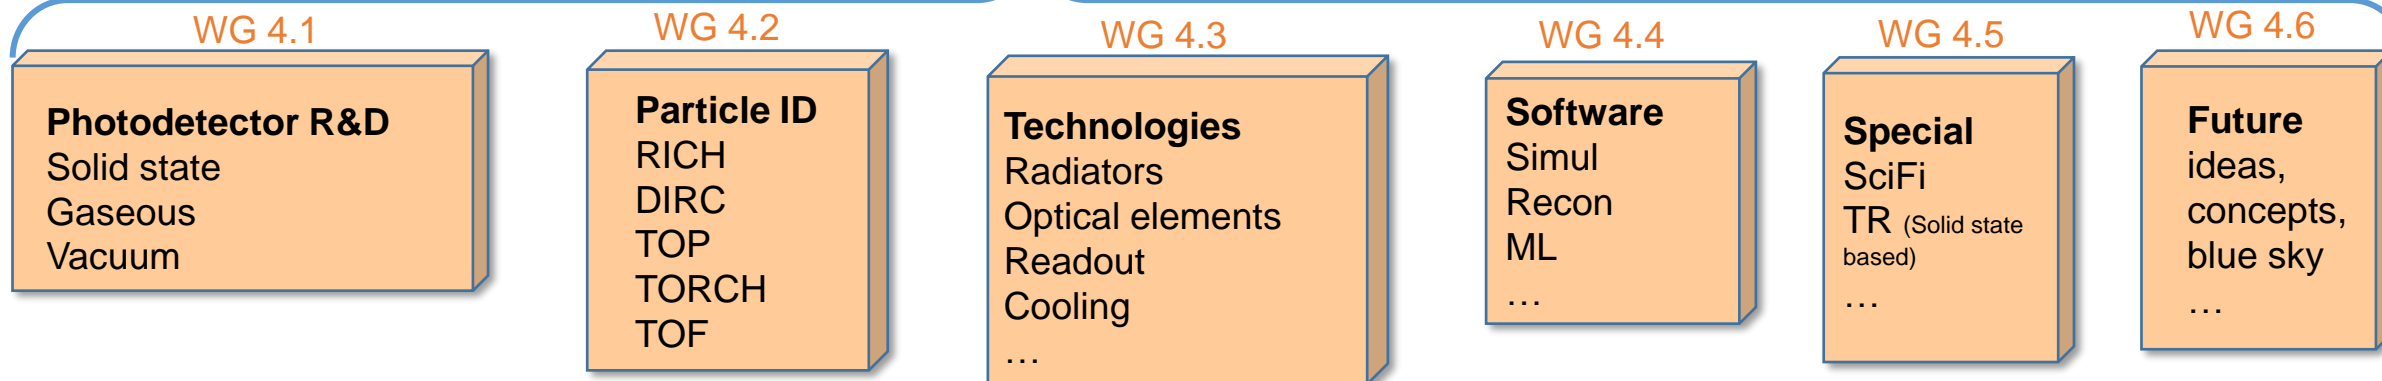 WG 4.1
Photodetector R&D
Solid state
Gaseous
Vacuum
WG 4.2
Particle ID
RICH
DIRC
TOP
TORCH
TOF
WG 4.3
Technologies
Radiators
Optical elements
Readout
Cooling
…
WG 4.4
Software
Simul
Recon
ML
…
WG 4.5
Special
SciFi
TR (Solid state
based)
…
WG 4.6
Future
ideas,
concepts,
blue sky
…